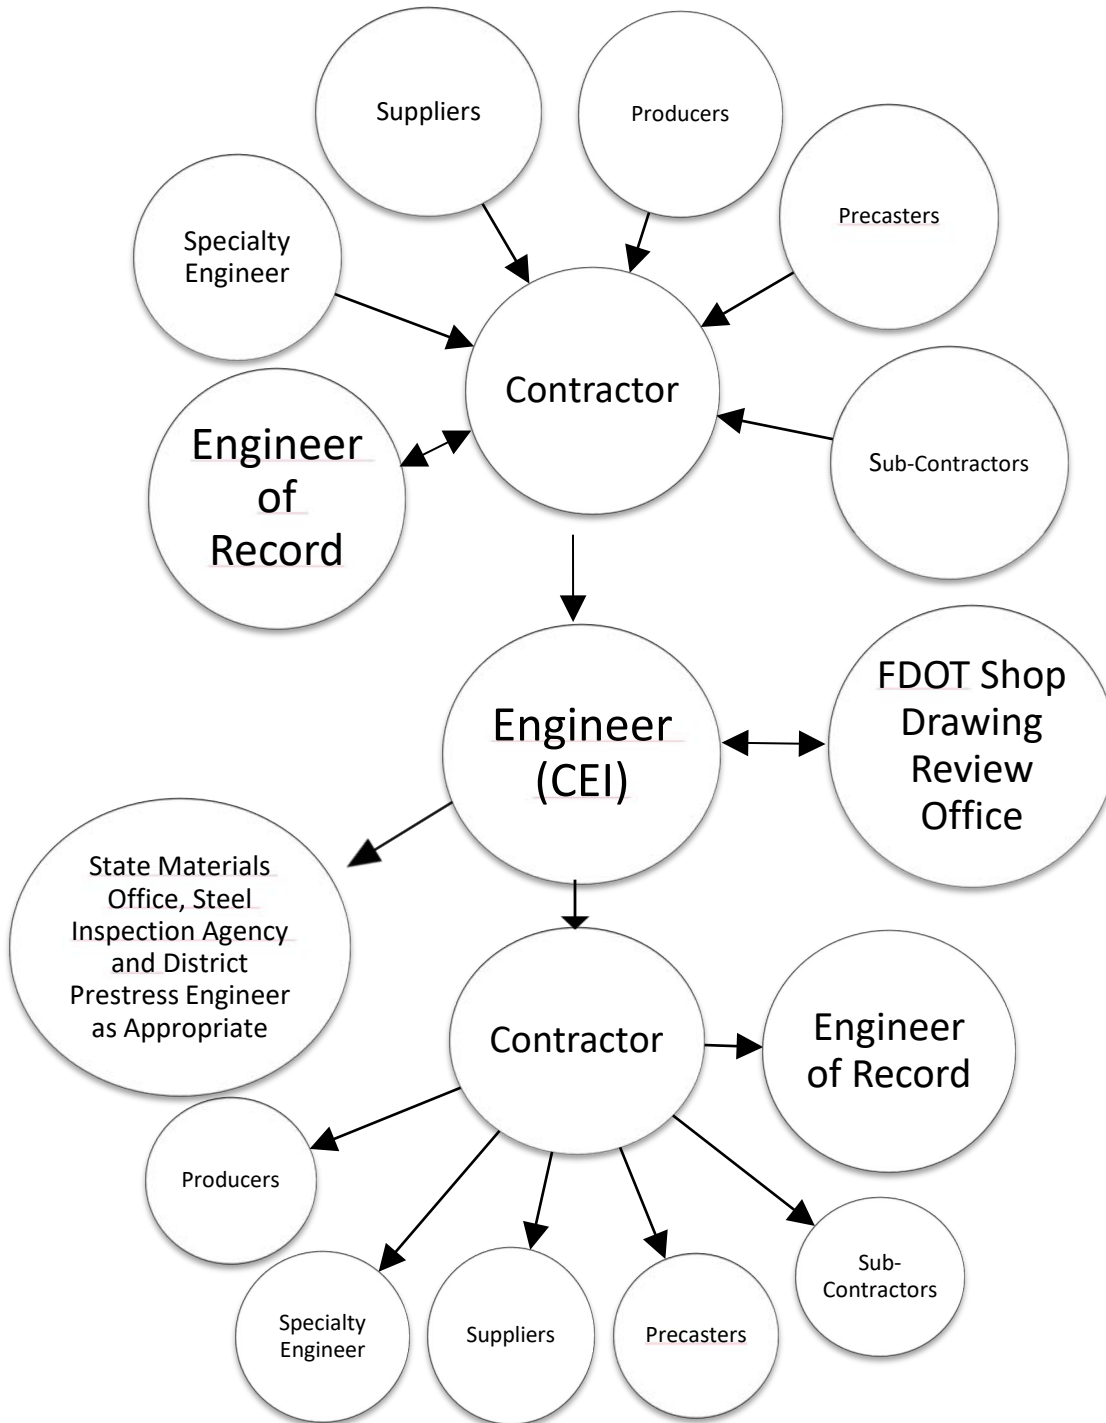 Suppliers
Producers
Precasters
Specialty
Engineer
Contractor
Engineer
of
Record
Sub-Contractors
Engineer
(CEI)
FDOT Shop
Drawing
Review
Office
State Materials
Office, Steel
Inspection Agency
and District
Prestress Engineer
as Appropriate
Contractor
Engineer
of Record
Producers
Specialty
Engineer
Suppliers
Precasters
Sub-
Contractors